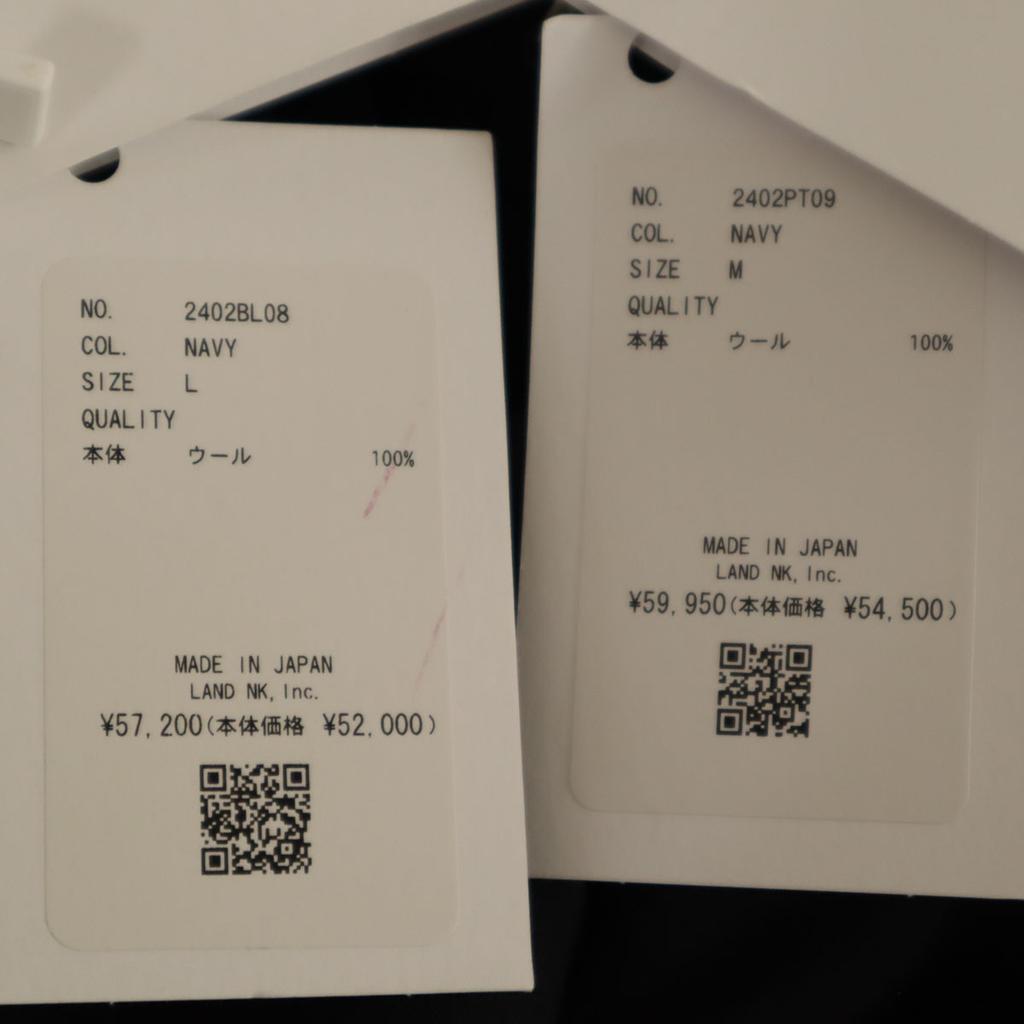 NO. 2402BL08
COL. NAVY
SIZE L
QUALITY
本体 ウール 100%
MADE IN JAPAN
LAND NK, Inc.
¥57,200(本体価格 ¥52,000)
NO. 2402PT09
COL. NAVY
SIZE M
QUALITY
本体 ウール 100%
MADE IN JAPAN
LAND NK, Inc.
¥59,950(本体価格 ¥54,500)